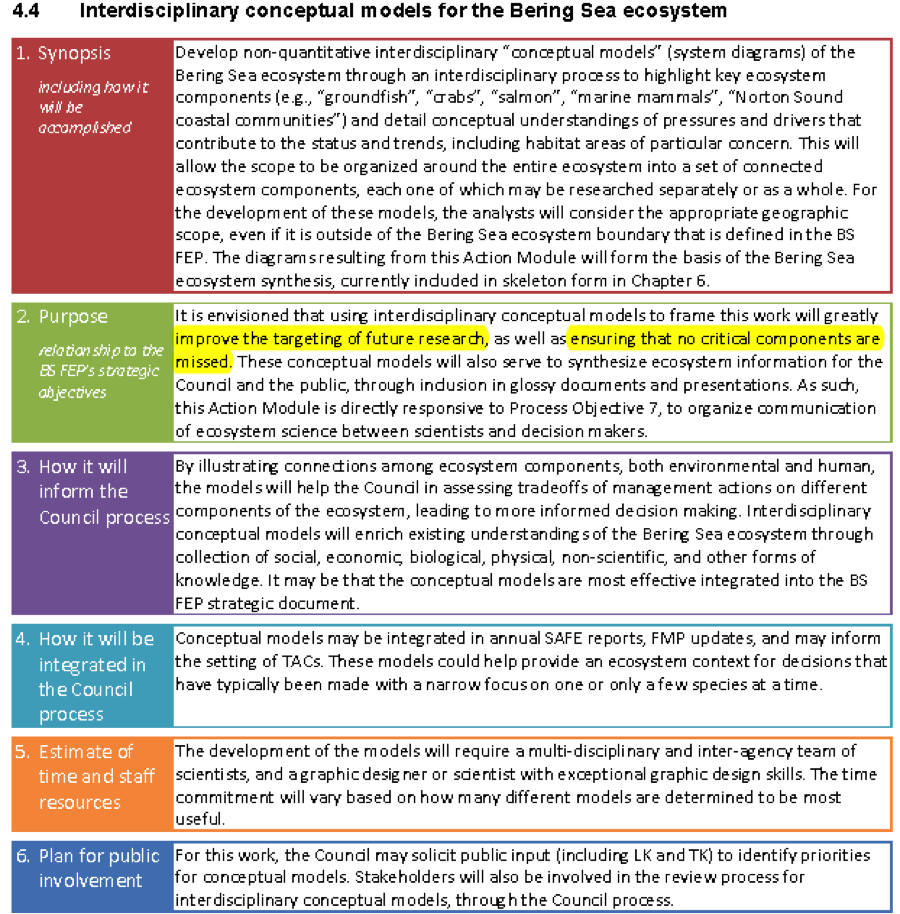 4.4 Interdisciplinary conceptual models for the Bering Sea ecosystem
1. Synopsis
including how it
will be
accomplished
Develop non-quantitative interdisciplinary “conceptual models” (system diagrams) of the
Bering Sea ecosystem through an interdisciplinary process to highlight key ecosystem
components (e.g., “groundfish”, “crabs”, “salmon”, “marine mammals”, “Norton Sound
coastal communities”) and detail conceptual understandings of pressures and drivers that
contribute to the status and trends, including habitat areas of particular concern. This will
allow the scope to be organized around the entire ecosystem into a set of connected
ecosystem components, each one of which may be researched separately or as a whole. For
the development of these models, the analysts will consider the appropriate geographic
scope, even if it is outside of the Bering Sea ecosystem boundary that is defined in the BS
FEP. The diagrams resulting from this Action Module will form the basis of the Bering Sea
ecosystem synthesis, currently included in skeleton form in Chapter 6.
2. Purpose
relationship to the
BS FEP's strategic
objectives
It is envisioned that using interdisciplinary conceptual models to frame this work will greatly
improve the targeting of future research, as well as ensuring that no critical components are
missed. These conceptual models will also serve to synthesize ecosystem information for the
Council and the public, through inclusion in glossy documents and presentations. As such,
this Action Module is directly responsive to Process Objective 7, to organize communication
of ecosystem science between scientists and decision makers.
3. How it will
inform the
Council process
By illustrating connections among ecosystem components, both environmental and human,
the models will help the Council in assessing tradeoffs of management actions on different
components of the ecosystem, leading to more informed decision making. Interdisciplinary
conceptual models will enrich existing understandings of the Bering Sea ecosystem through
collection of social, economic, biological, physical, non-scientific, and other forms of
knowledge. It may be that the conceptual models are most effective integrated into the BS
FEP strategic document.
4. How it will be
integrated in
the Council
process
Conceptual models may be integrated in annual SAFE reports, FMP updates, and may inform
the setting of TACs. These models could help provide an ecosystem context for decisions that
have typically been made with a narrow focus on one or only a few species at a time.
5. Estimate of
time and staff
resources
The development of the models will require a multi-disciplinary and inter-agency team of
scientists, and a graphic designer or scientist with exceptional graphic design skills. The time
commitment will vary based on how many different models are determined to be most
useful.
6. Plan for public
involvement
For this work, the Council may solicit public input (including LK and TK) to identify priorities
for conceptual models. Stakeholders will also be involved in the review process for
interdisciplinary conceptual models, through the Council process.